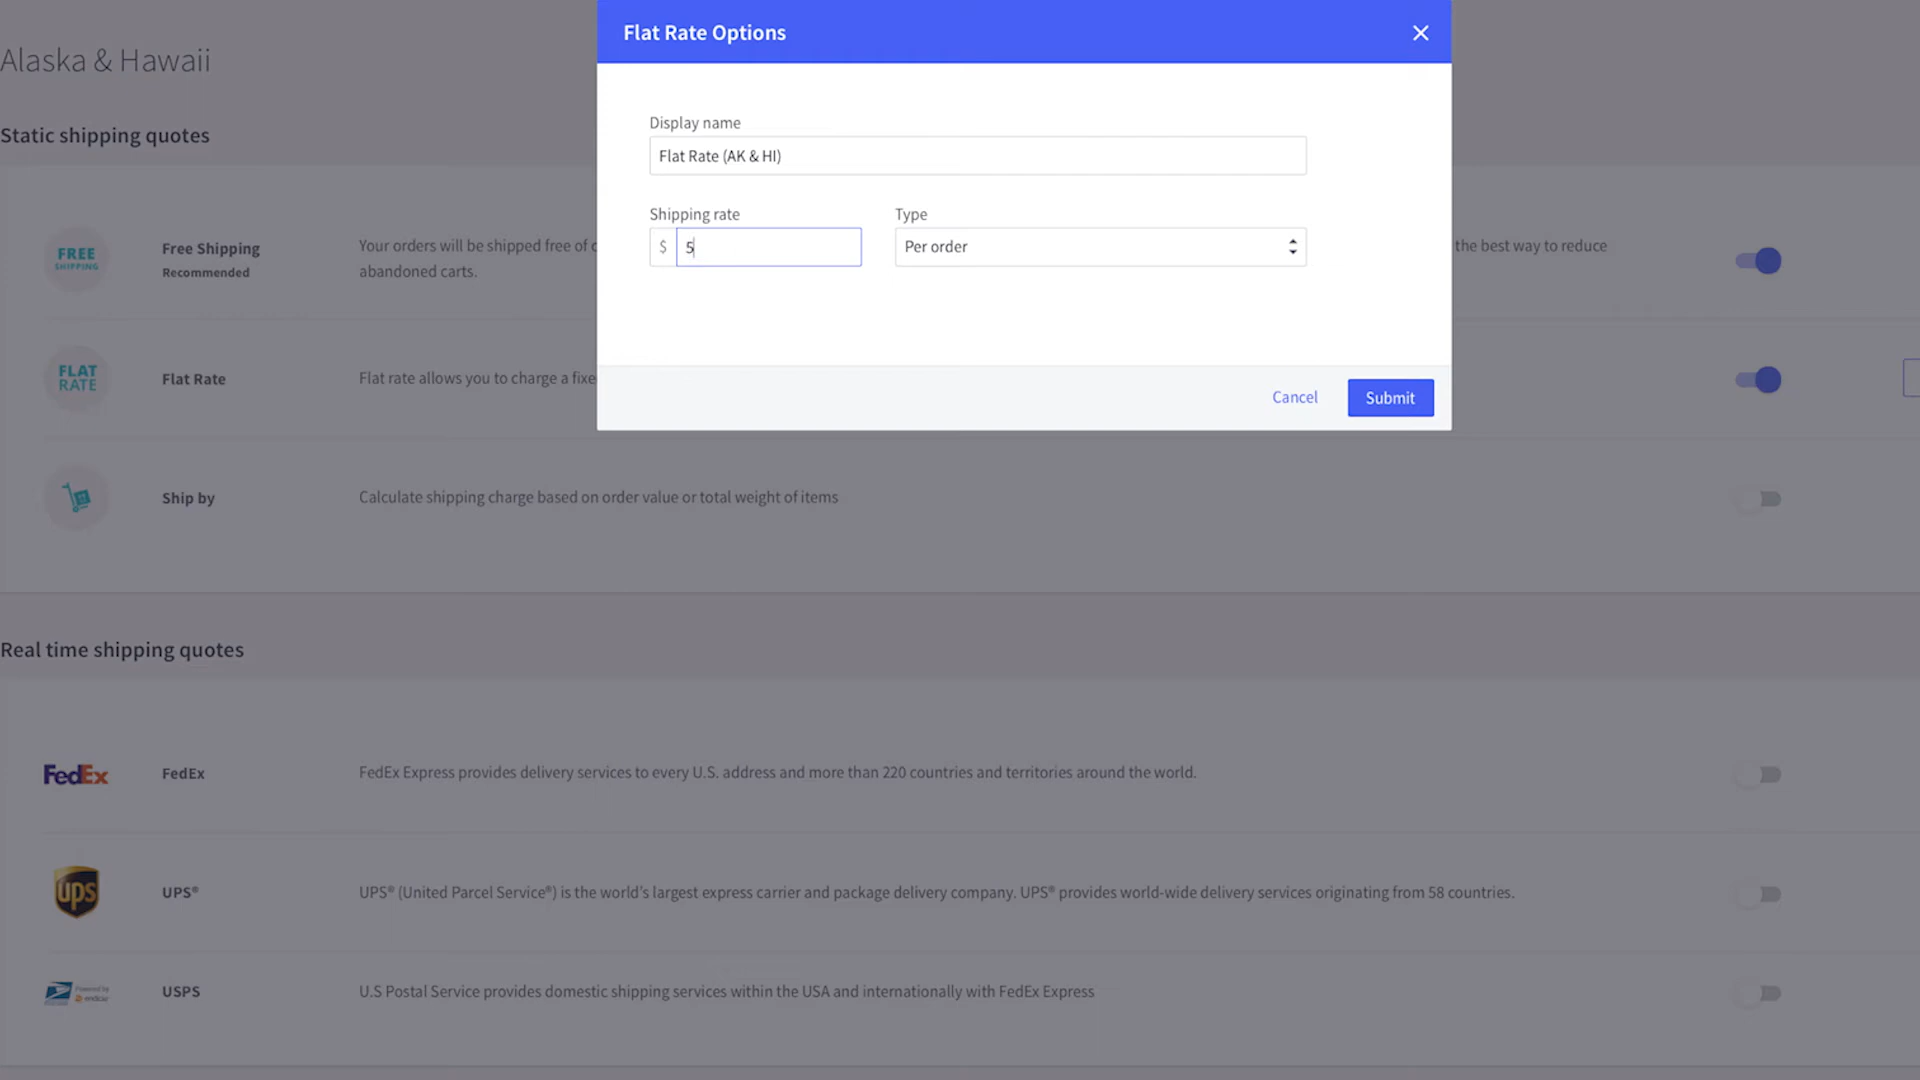 Flat Rate Options
Alaska & Hawaii
Display name
Flat Rate (AK & HI)
Static shipping quotes
Shipping rate
Type
$ 5
Per order
FREE
SHIPPING
Free Shipping
Recommended
Your orders will be shipped free of
the best way to reduce
abandoned carts.
FLAT
RATE
Flat Rate
Flat rate allows you to charge a fixe
Cancel
Submit
Ship by
Calculate shipping charge based on order value or total weight of items
Real time shipping quotes
FedEx
FedEx
FedEx Express provides delivery services to every U.S. address and more than 220 countries and territories around the world.
ups
UPS®
UPS® (United Parcel Service®) is the world's largest express carrier and package delivery company. UPS® provides world-wide delivery services originating from 58 countries.
Powered by
endicia
USPS
U.S Postal Service provides domestic shipping services within the USA and internationally with FedEx Express